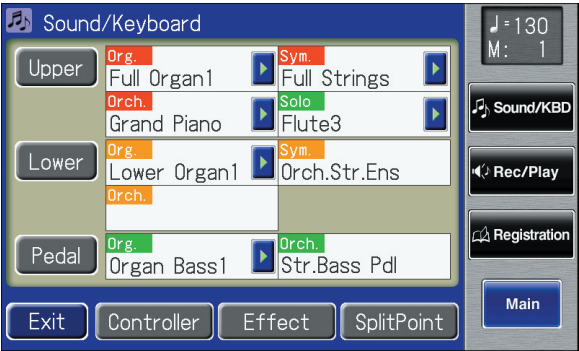 Sound/Keyboard
♩=130
M: 1
Upper
Org.
Full Organ1
Sym.
Full Strings
Orch.
Grand Piano
Solo
Flute3
Lower
Org.
Lower Organ1
Sym.
Orch.Str.Ens
Orch.
Pedal
Org.
Organ Bass1
Orch.
Str.Bass Pdl
Exit
Controller
Effect
SplitPoint
Sound/KBD
Rec/Play
Registration
Main